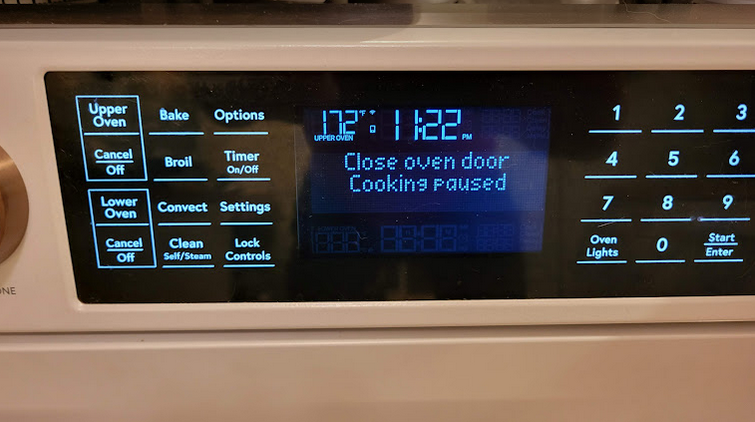 Upper Oven
Cancel
Off
Lower Oven
Cancel
Off
Bake
Broil
Convect
Clean
Self/Steam
Options
Timer
On/Off
Settings
Lock
Controls
172°F 11:22 PM
UPPER OVEN
Close oven door
Cooking paused
1 2 3
4 5 6
7 8 9
Oven
Lights
0
Start
Enter